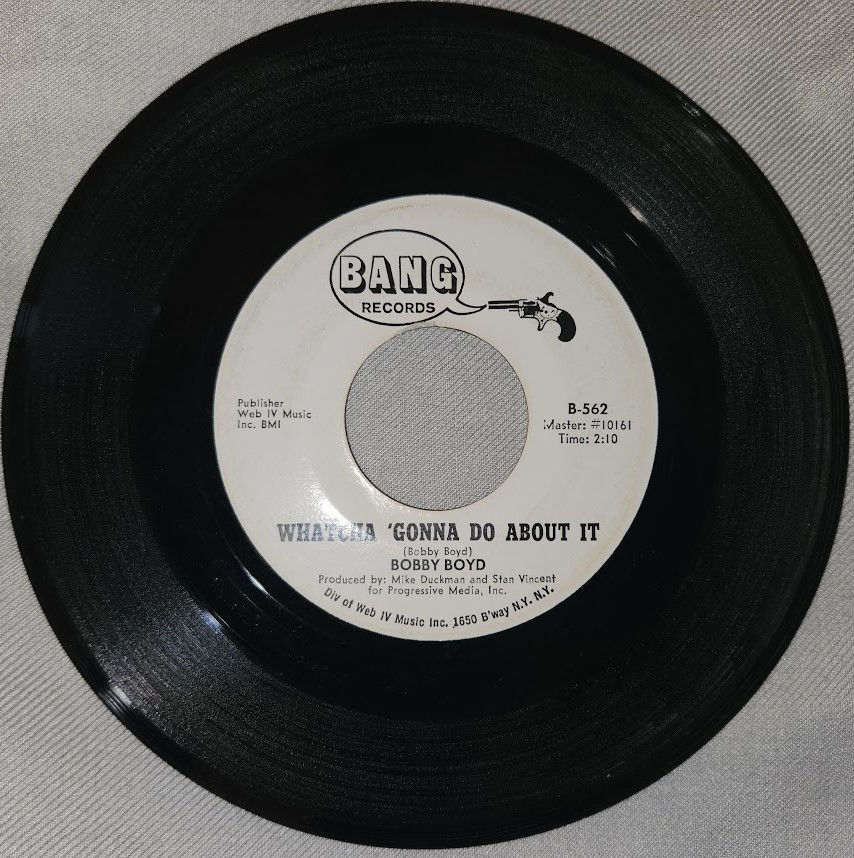 BANG
RECORDS
Publisher
Web IV Music
Inc. BMI
B-562
Master: #10161
Time: 2:10
WHATCHA 'GONNA DO ABOUT IT
(Bobby Boyd)
BOBBY BOYD
Produced by: Mike Duckman and Stan Vincent
for Progressive Media, Inc.
Div of Web IV Music Inc. 1650 B'way N.Y. N.Y.